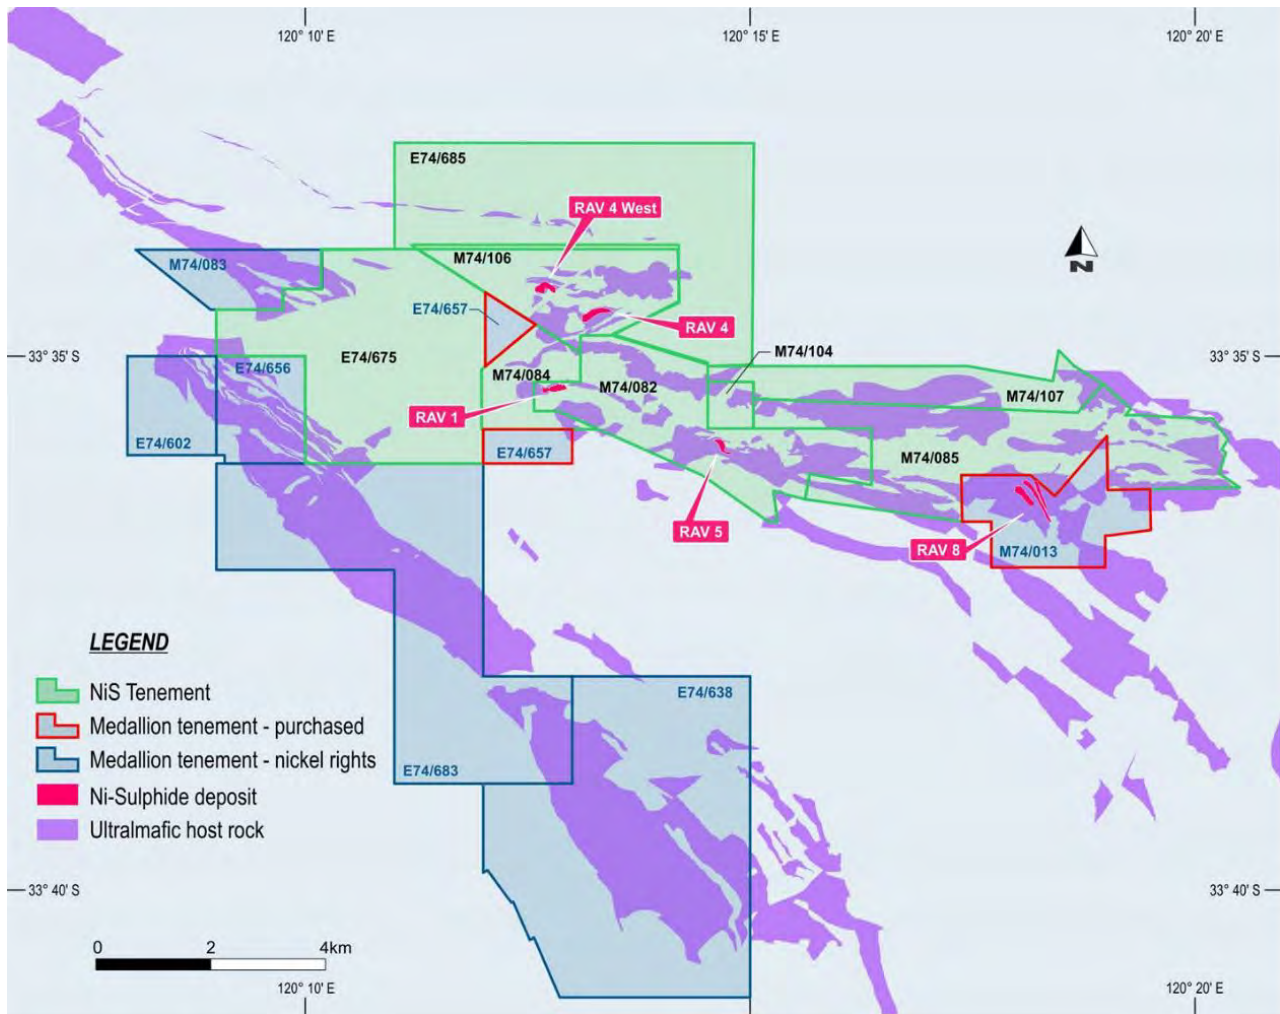 120° 10' E
120° 15' E
120° 20' E
E74/685
RAV 4 West
M74/106
M74/083
E74/657
RAV 4
33° 35' S
E74/675
M74/104
33° 35' S
E74/656
M74/084
M74/082
M74/107
RAV 1
E74/602
E74/657
M74/085
RAV 5
RAV 8
M74/013
N
LEGEND
NiS Tenement
Medallion tenement - purchased
Medallion tenement - nickel rights
Ni-Sulphide deposit
Ultralmafic host rock
E74/638
E74/683
33° 40' S
33° 40' S
0 2 4km
120° 10' E
120° 20' E